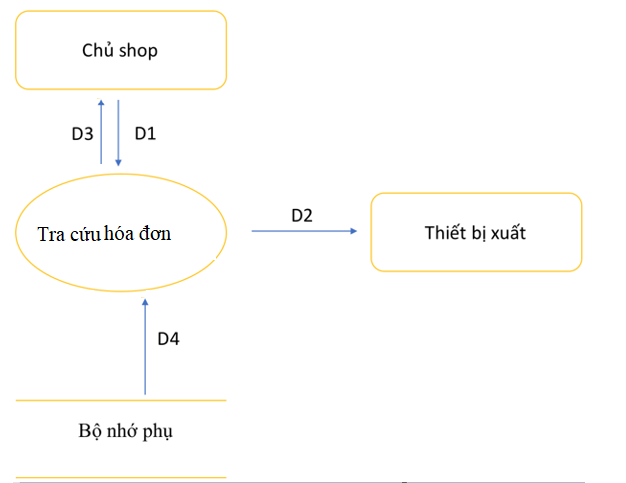 Chủ shop
D3
D1
Tra cứu hóa đơn
D2
Thiết bị xuất
D4
Bộ nhớ phụ